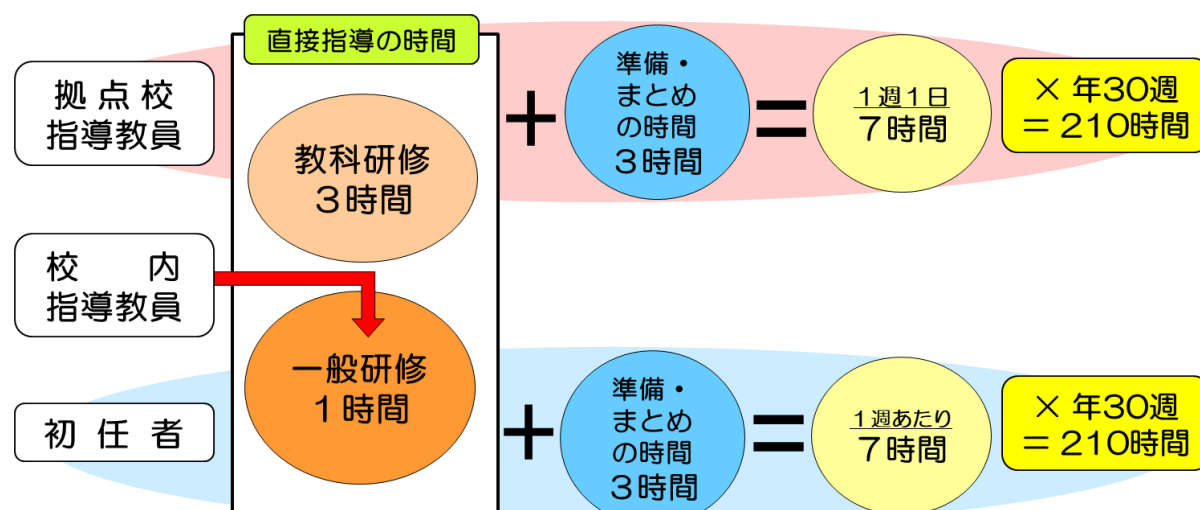 直接指導の時間
拠点校
指導教員
教科研修
３時間
＋
準備・
まとめ
の時間
３時間
＝
１週１日
７時間
× 年30週
＝210時間
校　内
指導教員
一般研修
１時間
初任者
＋
準備・
まとめ
の時間
３時間
＝
１週あたり
７時間
× 年30週
＝210時間